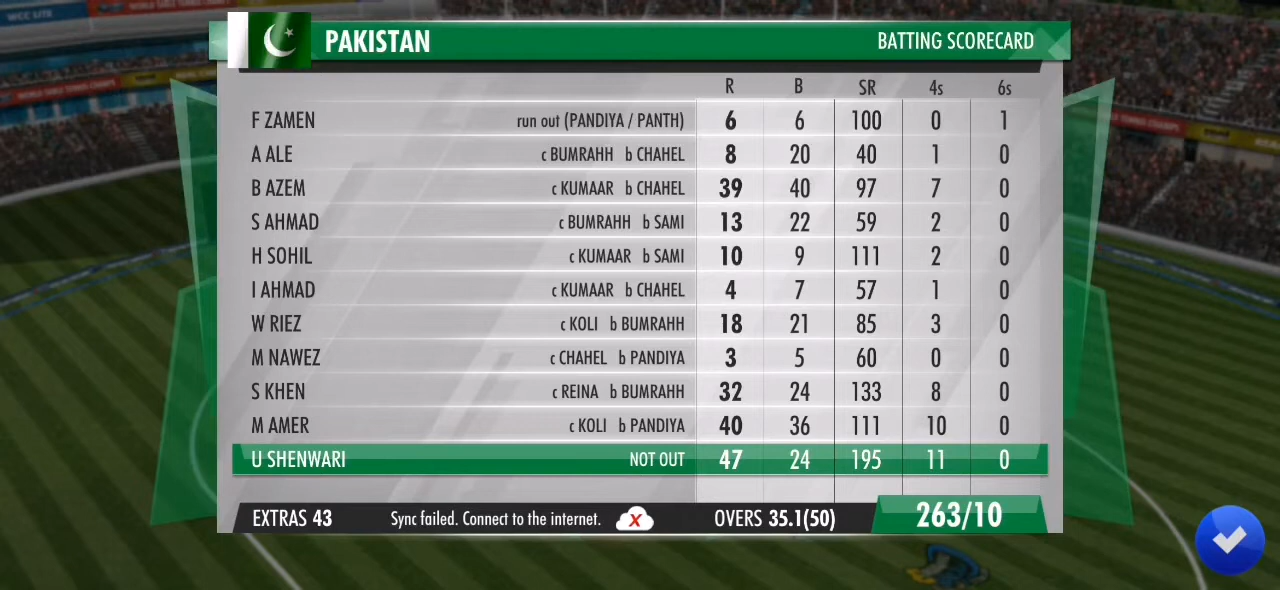 WCC LITE
PAKISTAN BATTING SCORECARD
R B SR 4s 6s
F ZAMEN run out (PANDIYA / PANTH) 6 6 100 0 1
A ALE c BUMRAHH b CHAHEL 8 20 40 1 0
B AZEM c KUMAAR b CHAHEL 39 40 97 7 0
S AHMAD c BUMRAHH b SAMI 13 22 59 2 0
H SOHIL c KUMAAR b SAMI 10 9 111 2 0
I AHMAD c KUMAAR b CHAHEL 4 7 57 1 0
W RIEZ c KOLI b BUMRAHH 18 21 85 3 0
M NAWEZ c CHAHEL b PANDIYA 3 5 60 0 0
S KHEN c REINA b BUMRAHH 32 24 133 8 0
M AMER c KOLI b PANDIYA 40 36 111 10 0
U SHENWARI NOT OUT 47 24 195 11 0
EXTRAS 43 Sync failed. Connect to the internet. X OVERS 35.1(50) 263/10